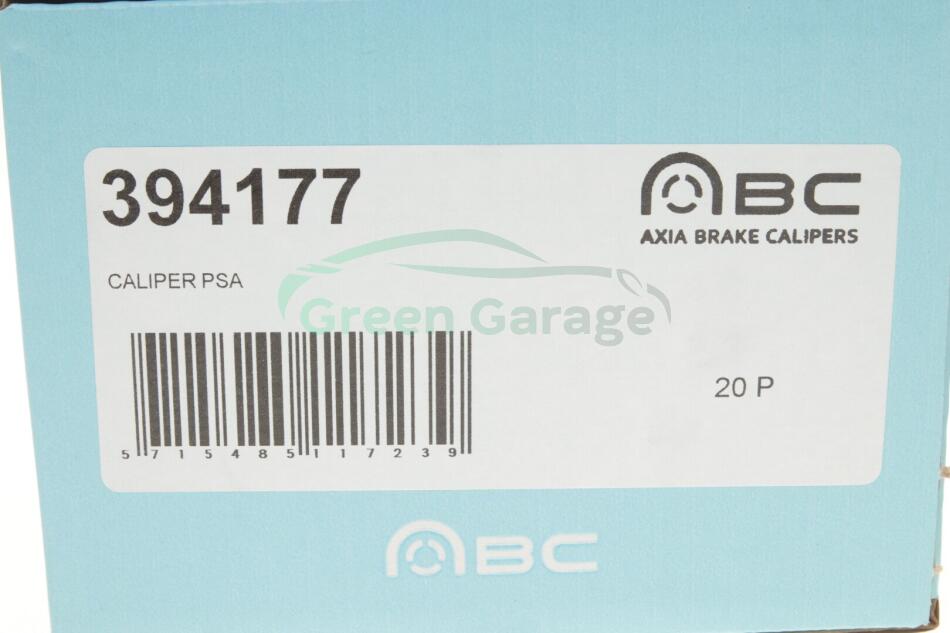 394177
ABC
AXIA BRAKE CALIPERS
CALIPER PSA
Green Garage
20 P
5715485117239
ABC